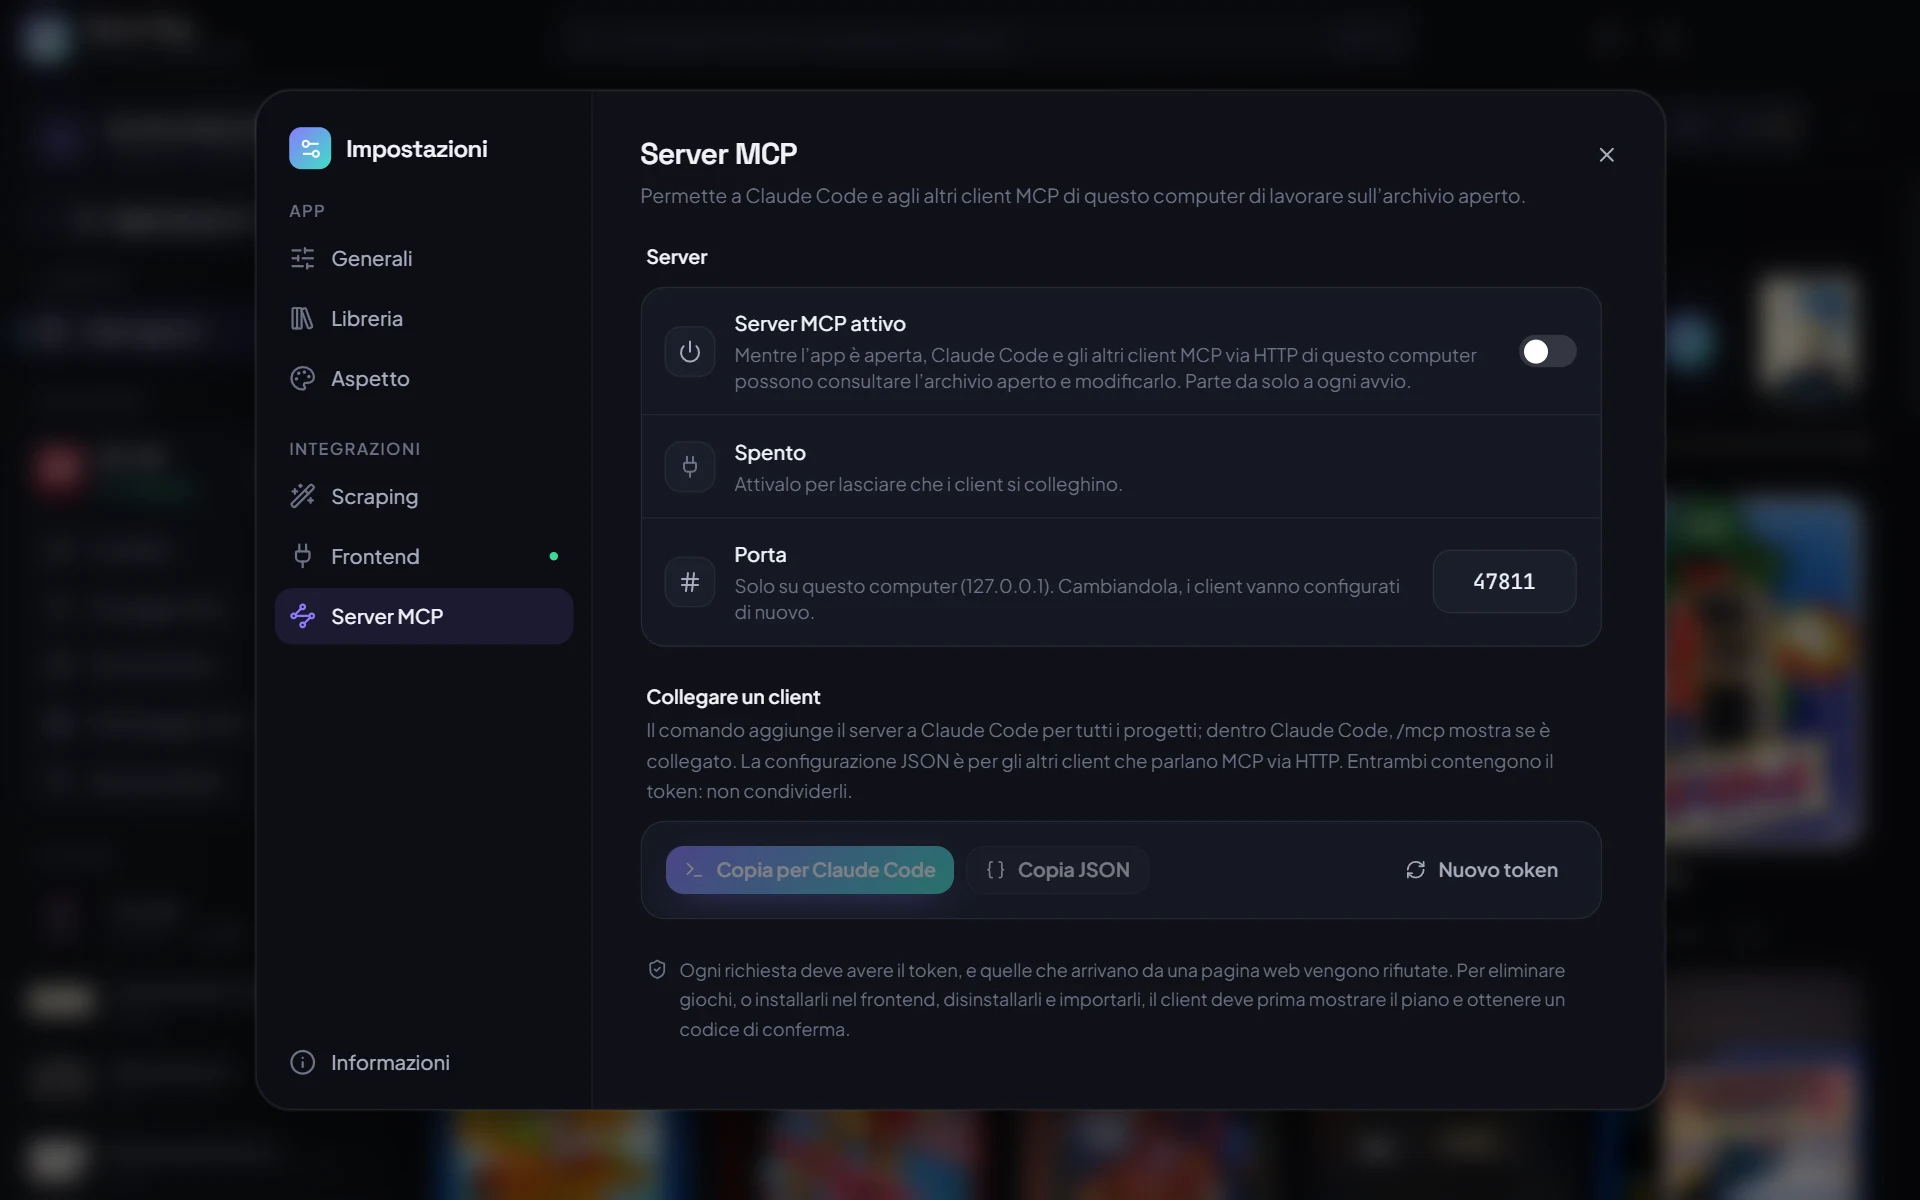 Impostazioni
APP
Generali
Libreria
Aspetto
INTEGRAZIONI
Scraping
Frontend
Server MCP
Informazioni
Server MCP
Permette a Claude Code e agli altri client MCP di questo computer di lavorare sull’archivio aperto.
Server
Server MCP attivo
Mentre l’app è aperta, Claude Code e gli altri client MCP via HTTP di questo computer
possono consultare l’archivio aperto e modificarlo. Parte da solo a ogni avvio.
Spento
Attivalo per lasciare che i client si colleghino.
Porta
Solo su questo computer (127.0.0.1). Cambiandola, i client vanno configurati
di nuovo.
47811
Collegare un client
Il comando aggiunge il server a Claude Code per tutti i progetti; dentro Claude Code, /mcp mostra se è
collegato. La configurazione JSON è per gli altri client che parlano MCP via HTTP. Entrambi contengono il
token: non condividerli.
Copia per Claude Code
Copia JSON
Nuovo token
Ogni richiesta deve avere il token, e quelle che arrivano da una pagina web vengono rifiutate. Per eliminare
giochi, o installarli nel frontend, disinstallarli e importarli, il client deve prima mostrare il piano e ottenere un
codice di conferma.